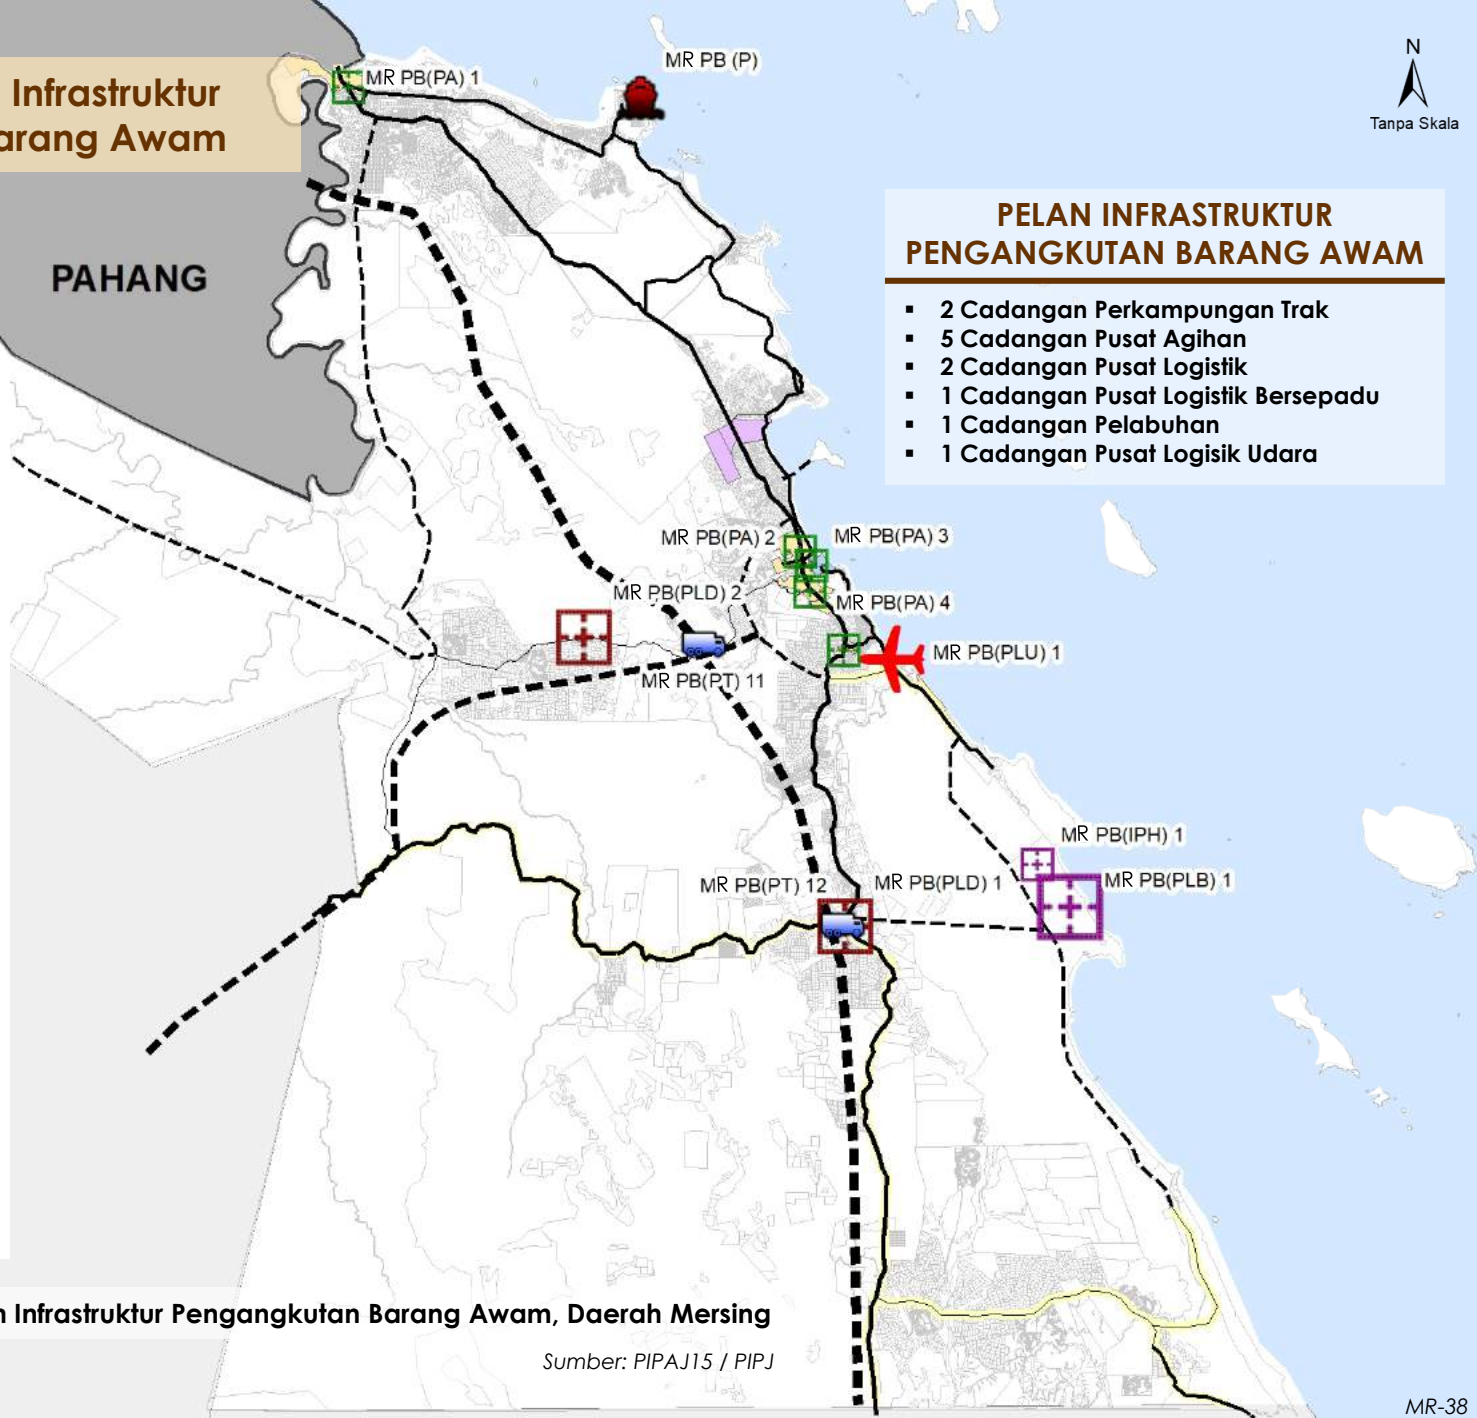 Infrastruktur
arang Awam
MR PB(PA) 1
MR PB (P)
N
Tanpa Skala
PAHANG
PELAN INFRASTRUKTUR
PENGANGKUTAN BARANG AWAM
▪ 2 Cadangan Perkampungan Trak
▪ 5 Cadangan Pusat Agihan
▪ 2 Cadangan Pusat Logistik
▪ 1 Cadangan Pusat Logistik Bersepadu
▪ 1 Cadangan Pelabuhan
▪ 1 Cadangan Pusat Logisik Udara
MR PB(PA) 2
MR PB(PA) 3
MR PB(PLD) 2
MR PB(PA) 4
MR PB(PLU) 1
MR PB(PT) 11
MR PB(IPH) 1
MR PB(PT) 12
MR PB(PLD) 1
MR PB(PLB) 1
n Infrastruktur Pengangkutan Barang Awam, Daerah Mersing
Sumber: PIPAJ15 / PIPJ
MR-38